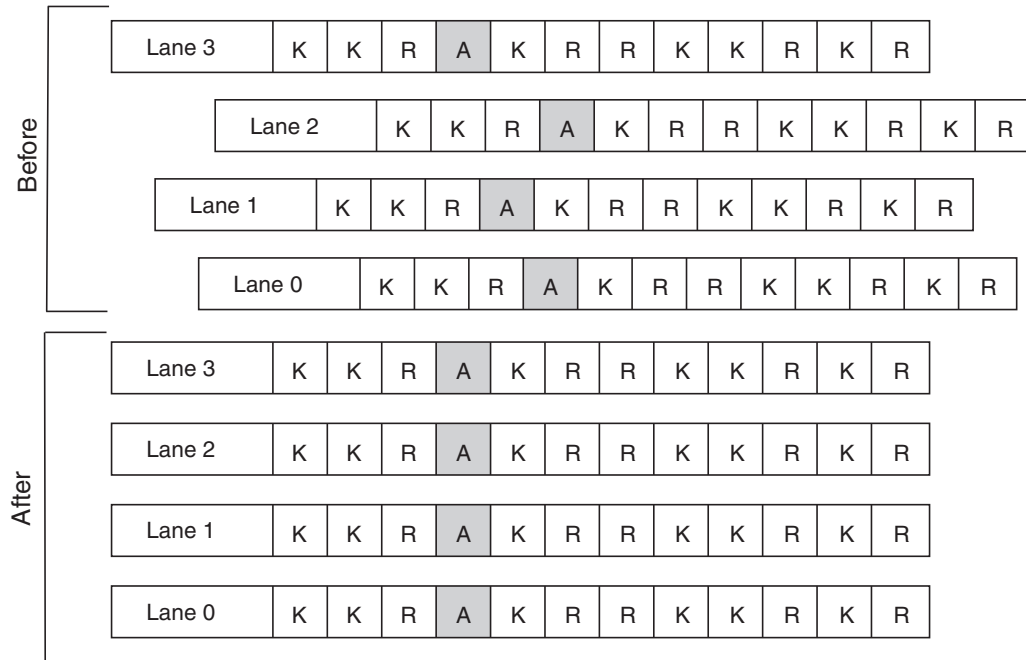 Before
Lane 3 K K R A K R R K K R K R
Lane 2 K K R A K R R K K R K R
Lane 1 K K R A K R R K K R K R
Lane 0 K K R A K R R K K R K R
After
Lane 3 K K R A K R R K K R K R
Lane 2 K K R A K R R K K R K R
Lane 1 K K R A K R R K K R K R
Lane 0 K K R A K R R K K R K R